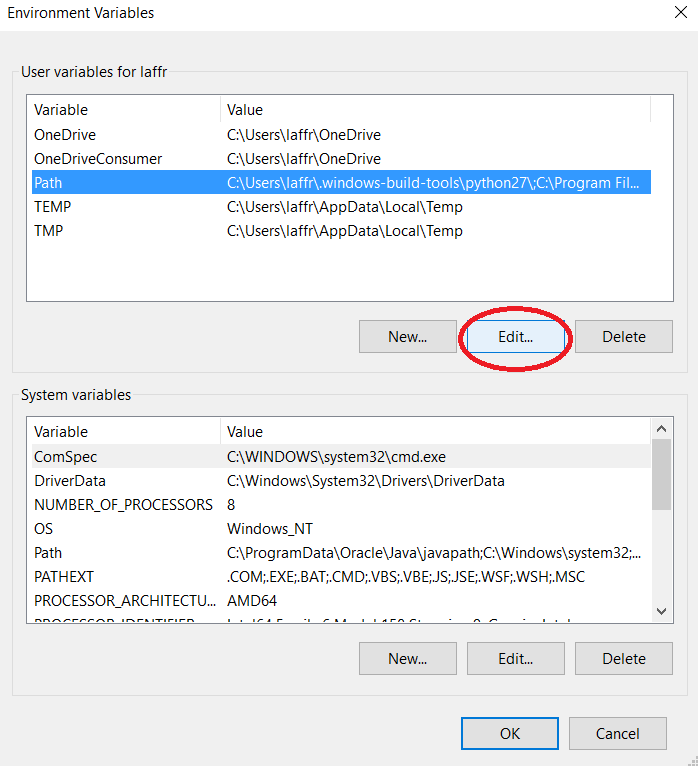 Environment Variables
User variables for laffr
Variable Value
OneDrive C:\Users\laffr\OneDrive
OneDriveConsumer C:\Users\laffr\OneDrive
Path C:\Users\laffr\.windows-build-tools\python27\;C:\Program Fil...
TEMP C:\Users\laffr\AppData\Local\Temp
TMP C:\Users\laffr\AppData\Local\Temp
New... Edit... Delete
System variables
Variable Value
ComSpec C:\WINDOWS\system32\cmd.exe
DriverData C:\Windows\System32\Drivers\DriverData
NUMBER_OF_PROCESSORS 8
OS Windows_NT
Path C:\ProgramData\Oracle\Java\javapath;C:\Windows\system32;...
PATHEXT .COM;.EXE;.BAT;.CMD;.VBS;.VBE;.JS;.JSE;.WSF;.WSH;.MSC
PROCESSOR_ARCHITECTU... AMD64
New... Edit... Delete
OK Cancel